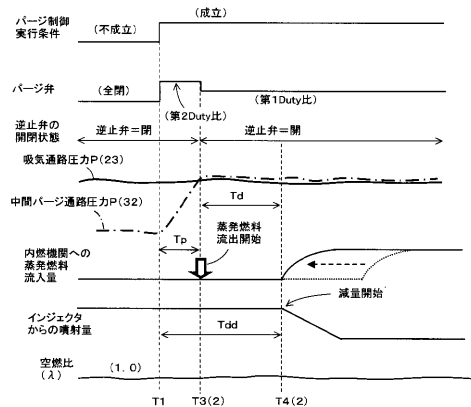 パージ制御
実行条件
(不成立)
(成立)
パージ弁
(全閉)
(第2Duty比)
(第1Duty比)
逆止弁の
開閉状態
逆止弁=閉
逆止弁=開
吸気通路圧力P(23)
中間パージ通路圧力P(32)
Td
Tp
蒸発燃料
流出開始
内燃機関への
蒸発燃料
流入量
減量開始
インジェクタ
からの噴射量
Tdd
空燃比
(λ)
(1.0)
T1
T3(2)
T4(2)